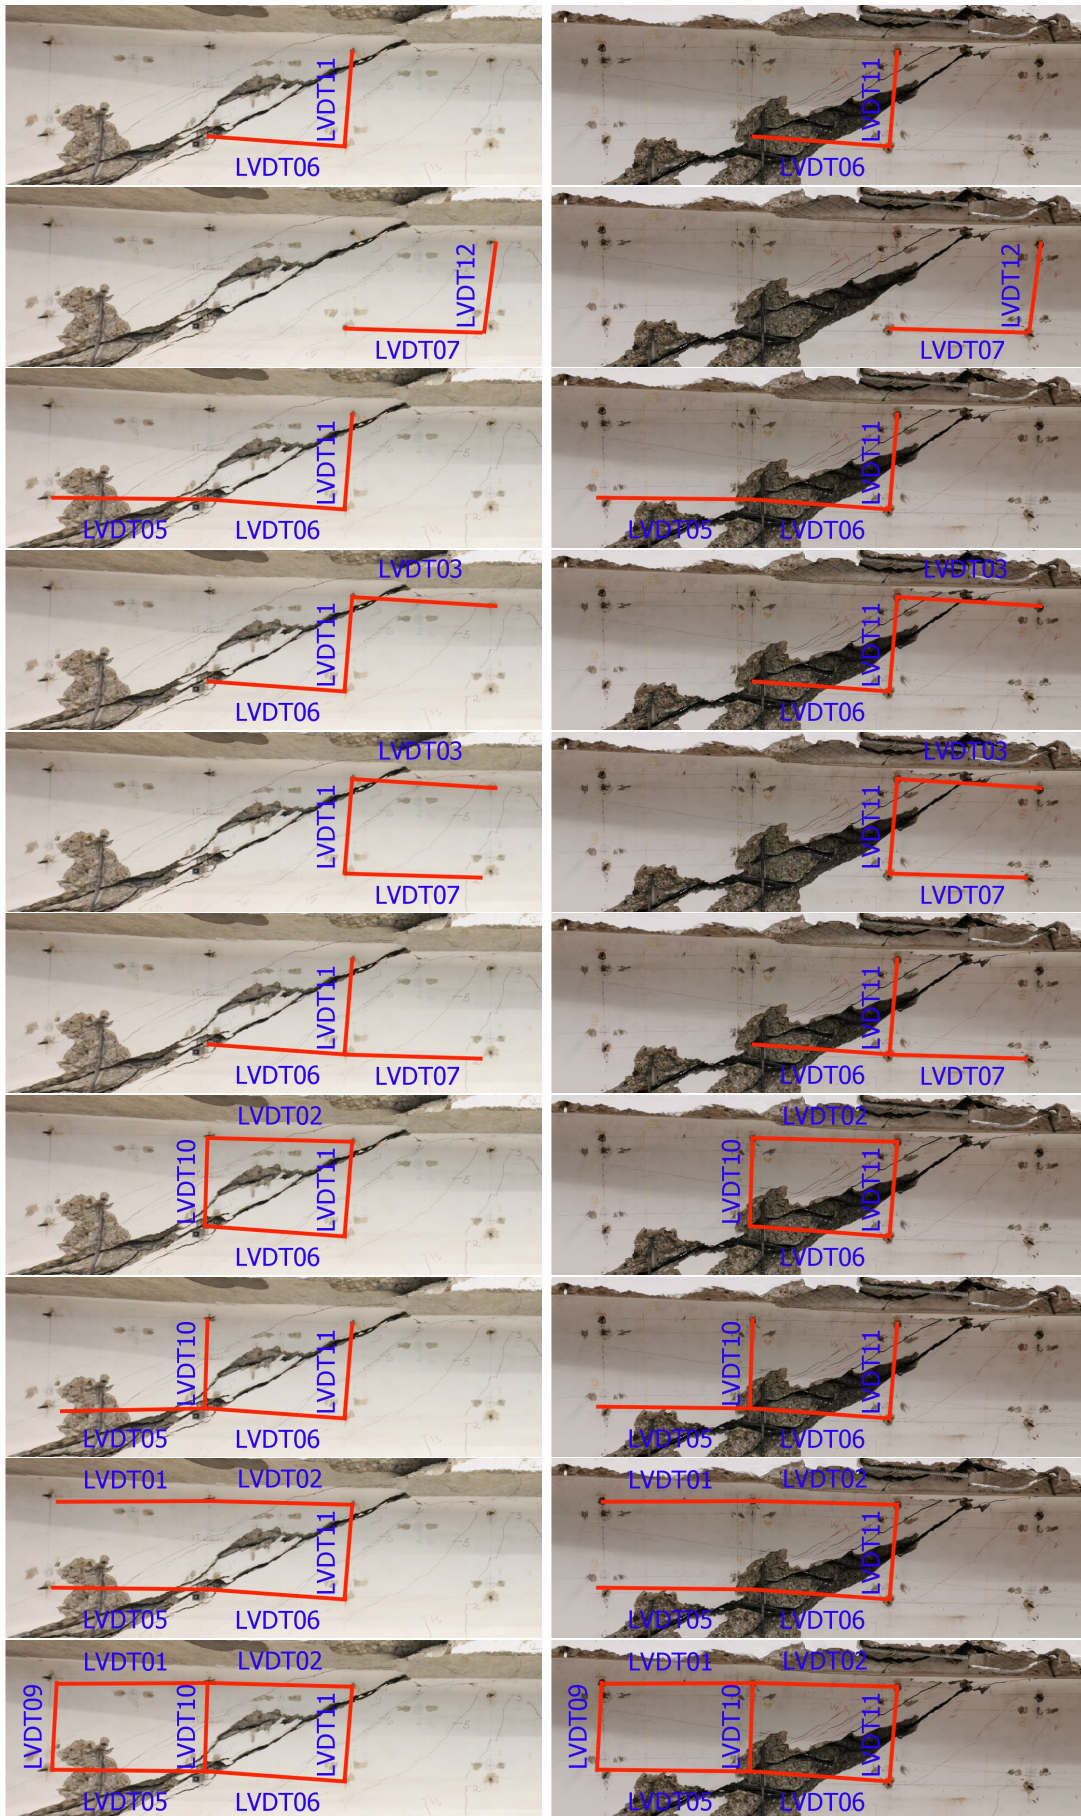 LVDT11 LVDT11
LVDT06 LVDT06
LVDT12 LVDT12
LVDT07 LVDT07
LVDT11 LVDT11
LVDT05 LVDT06 LVDT05 LVDT06
LVDT03 LVDT03
LVDT11 LVDT11
LVDT06 LVDT06
LVDT03 LVDT03
LVDT11 LVDT11
LVDT07 LVDT07
LVDT11 LVDT11
LVDT06 LVDT07 LVDT06 LVDT07
LVDT02 LVDT02
LVDT10 LVDT11 LVDT10 LVDT11
LVDT06 LVDT06
LVDT10 LVDT11 LVDT10 LVDT11
LVDT05 LVDT06 LVDT05 LVDT06
LVDT01 LVDT02 LVDT01 LVDT02
LVDT11 LVDT11
LVDT05 LVDT06 LVDT05 LVDT06
LVDT01 LVDT02 LVDT01 LVDT02
LVDT09 LVDT10 LVDT11 LVDT09 LVDT10 LVDT11
LVDT05 LVDT06 LVDT05 LVDT06